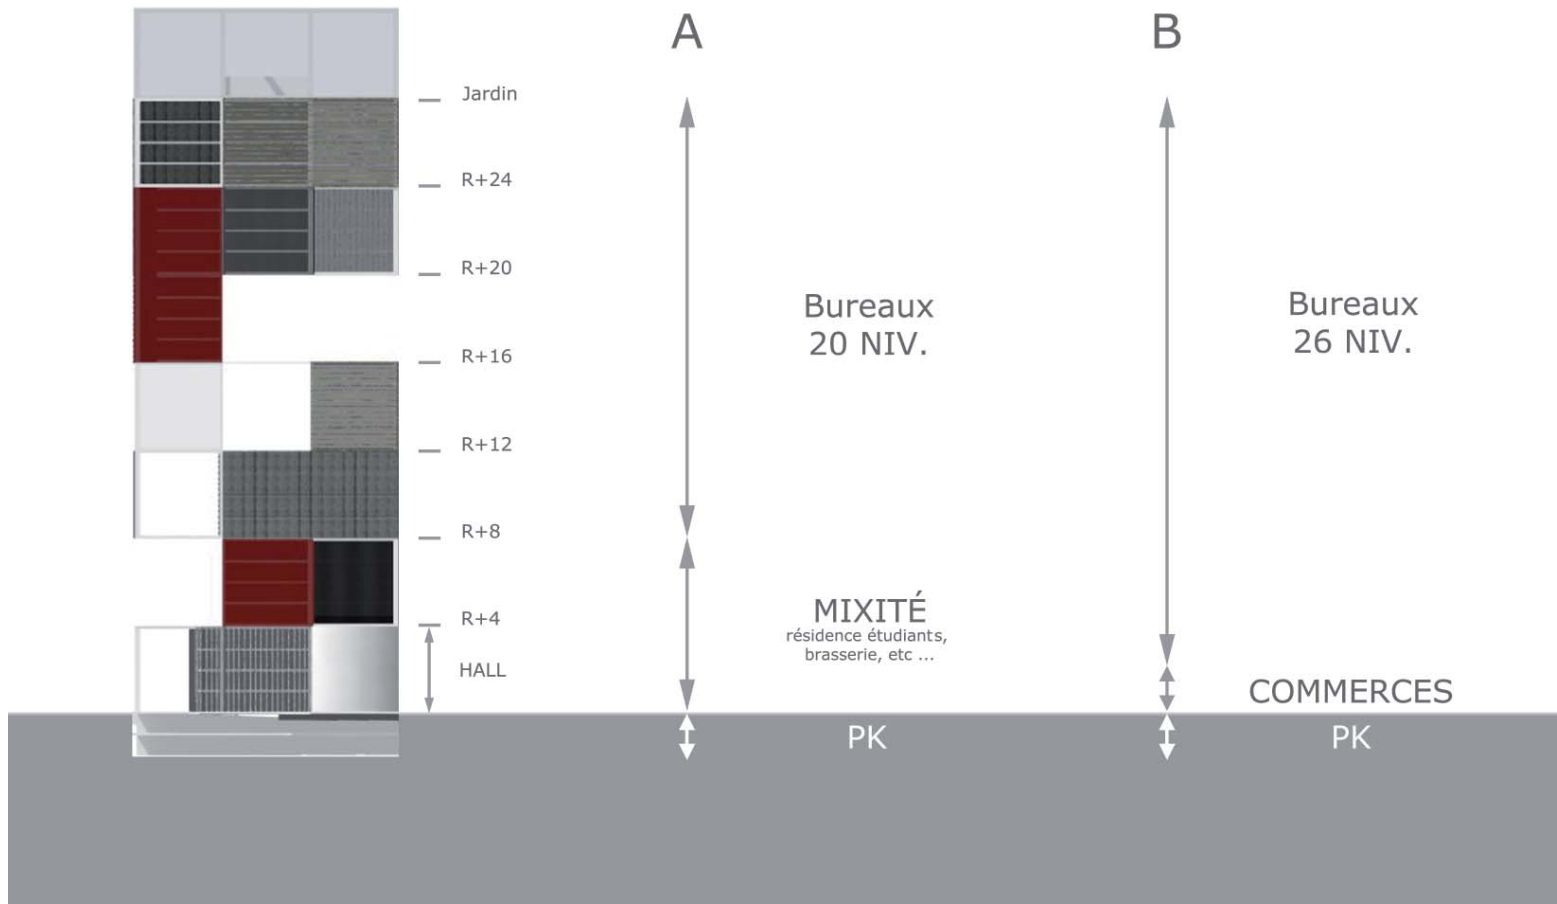 A
B
Jardin
R+24
R+20
R+16
R+12
R+8
R+4
HALL
Bureaux
20 NIV.
MIXITÉ
résidence étudiants,
brasserie, etc ...
PK
Bureaux
26 NIV.
COMMERCES
PK